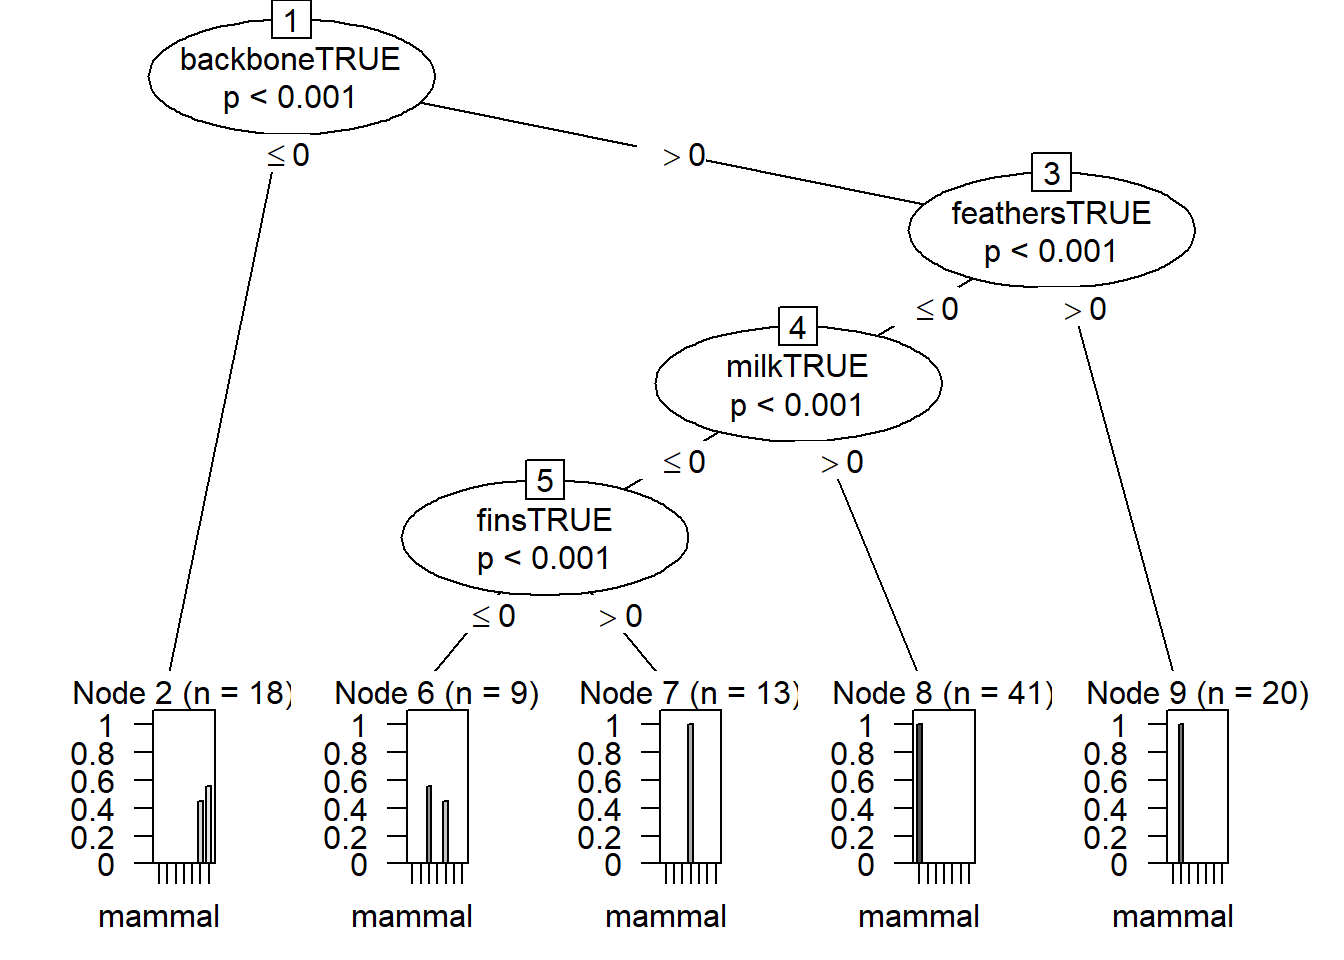 1
backboneTRUE
p < 0.001
≤ 0
> 0
3
feathersTRUE
p < 0.001
≤ 0
> 0
4
milkTRUE
p < 0.001
≤ 0
> 0
5
finsTRUE
p < 0.001
≤ 0
> 0
Node 2 (n = 18)
1
0.8
0.6
0.4
0.2
0
mammal
Node 6 (n = 9)
1
0.8
0.6
0.4
0.2
0
mammal
Node 7 (n = 13)
1
0.8
0.6
0.4
0.2
0
mammal
Node 8 (n = 41)
1
0.8
0.6
0.4
0.2
0
mammal
Node 9 (n = 20)
1
0.8
0.6
0.4
0.2
0
mammal